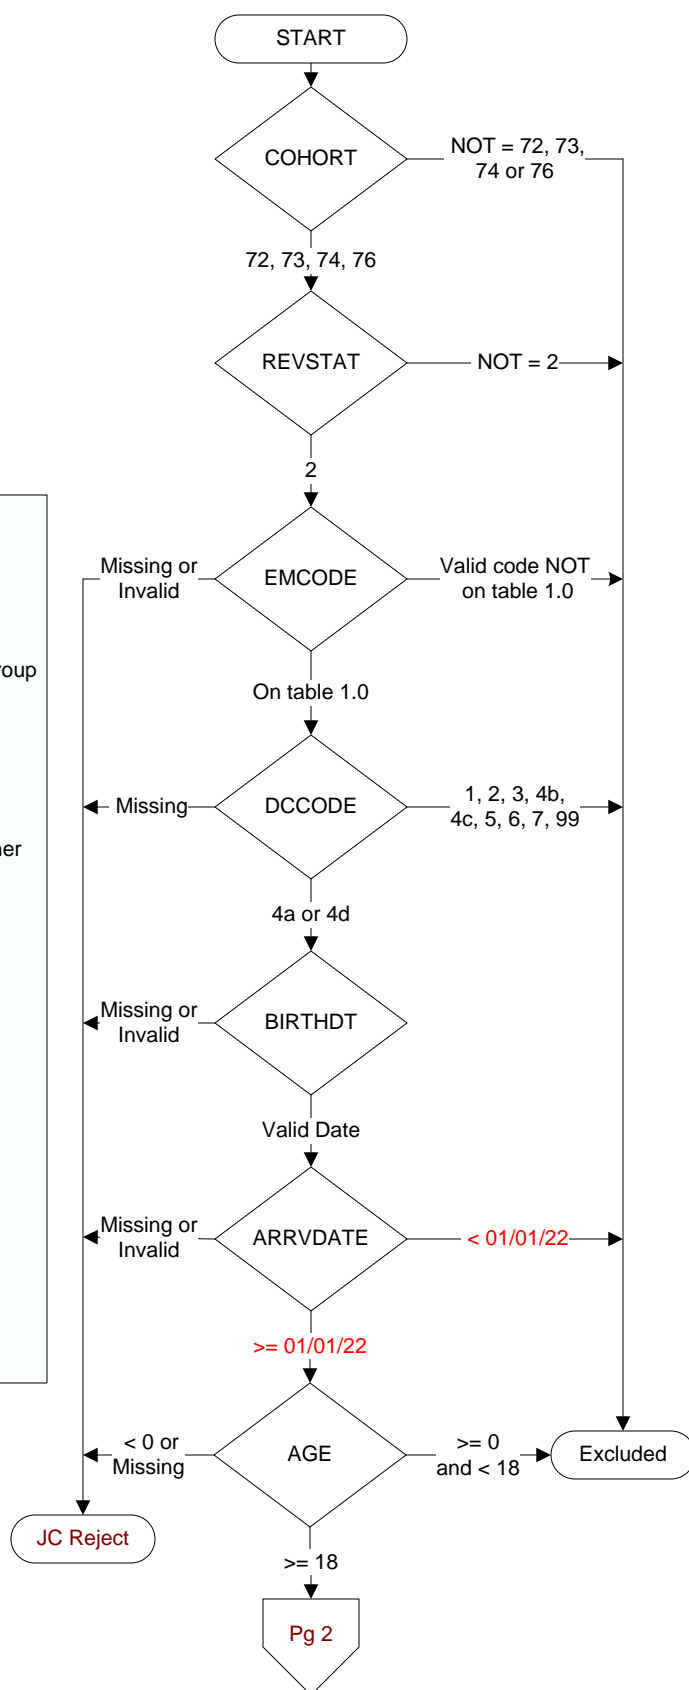 START
COHORT
NOT = 72, 73,
74 or 76
72, 73, 74, 76
REVSTAT
NOT = 2
2
Missing or
Invalid
EMCODE
Valid code NOT
on table 1.0
roup
On table 1.0
Missing
DCCODE
1, 2, 3, 4b,
4c, 5, 6, 7, 99
ner
4a or 4d
Missing or
Invalid
BIRTHDT
Valid Date
Missing or
Invalid
ARRVDATE
< 01/01/22
>= 01/01/22
< 0 or
Missing
AGE
>= 0
and < 18
Excluded
JC Reject
>= 18
Pg 2